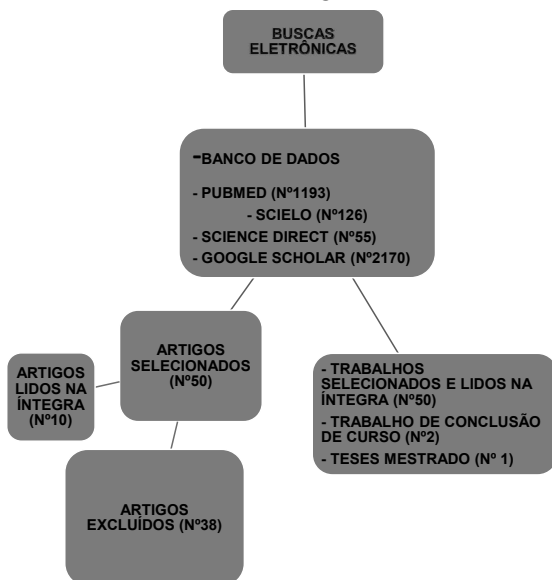 BUSCAS
ELETRÔNICAS
-BANCO DE DADOS
- PUBMED (Nº1193)
- SCIELO (Nº126)
- SCIENCE DIRECT (Nº55)
- GOOGLE SCHOLAR (Nº2170)
ARTIGOS
SELECIONADOS
(Nº50)
ARTIGOS
LIDOS NA
ÍNTEGRA
(Nº10)
- TRABALHOS
SELECIONADOS E LIDOS NA
ÍNTEGRA (Nº50)
- TRABALHO DE CONCLUSÃO
DE CURSO (Nº2)
- TESES MESTRADO (Nº 1)
ARTIGOS
EXCLUÍDOS (Nº38)